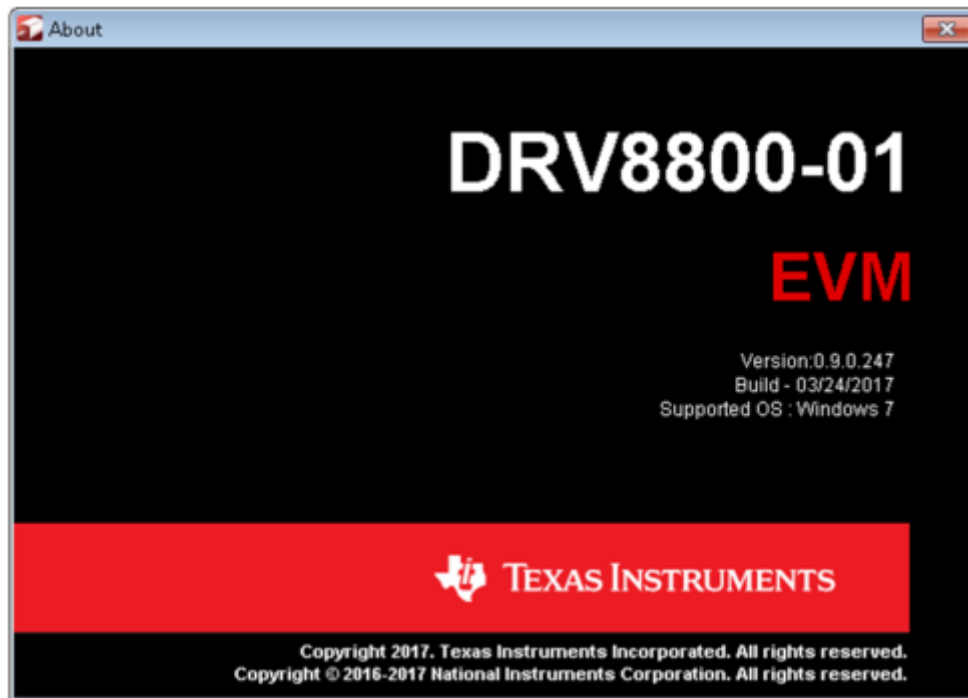 About
DRV8800-01
EVM
Version:0.9.0.247
Build - 03/24/2017
Supported OS : Windows 7
TEXAS INSTRUMENTS
Copyright 2017. Texas Instruments Incorporated. All rights reserved.
Copyright © 2016-2017 National Instruments Corporation. All rights reserved.